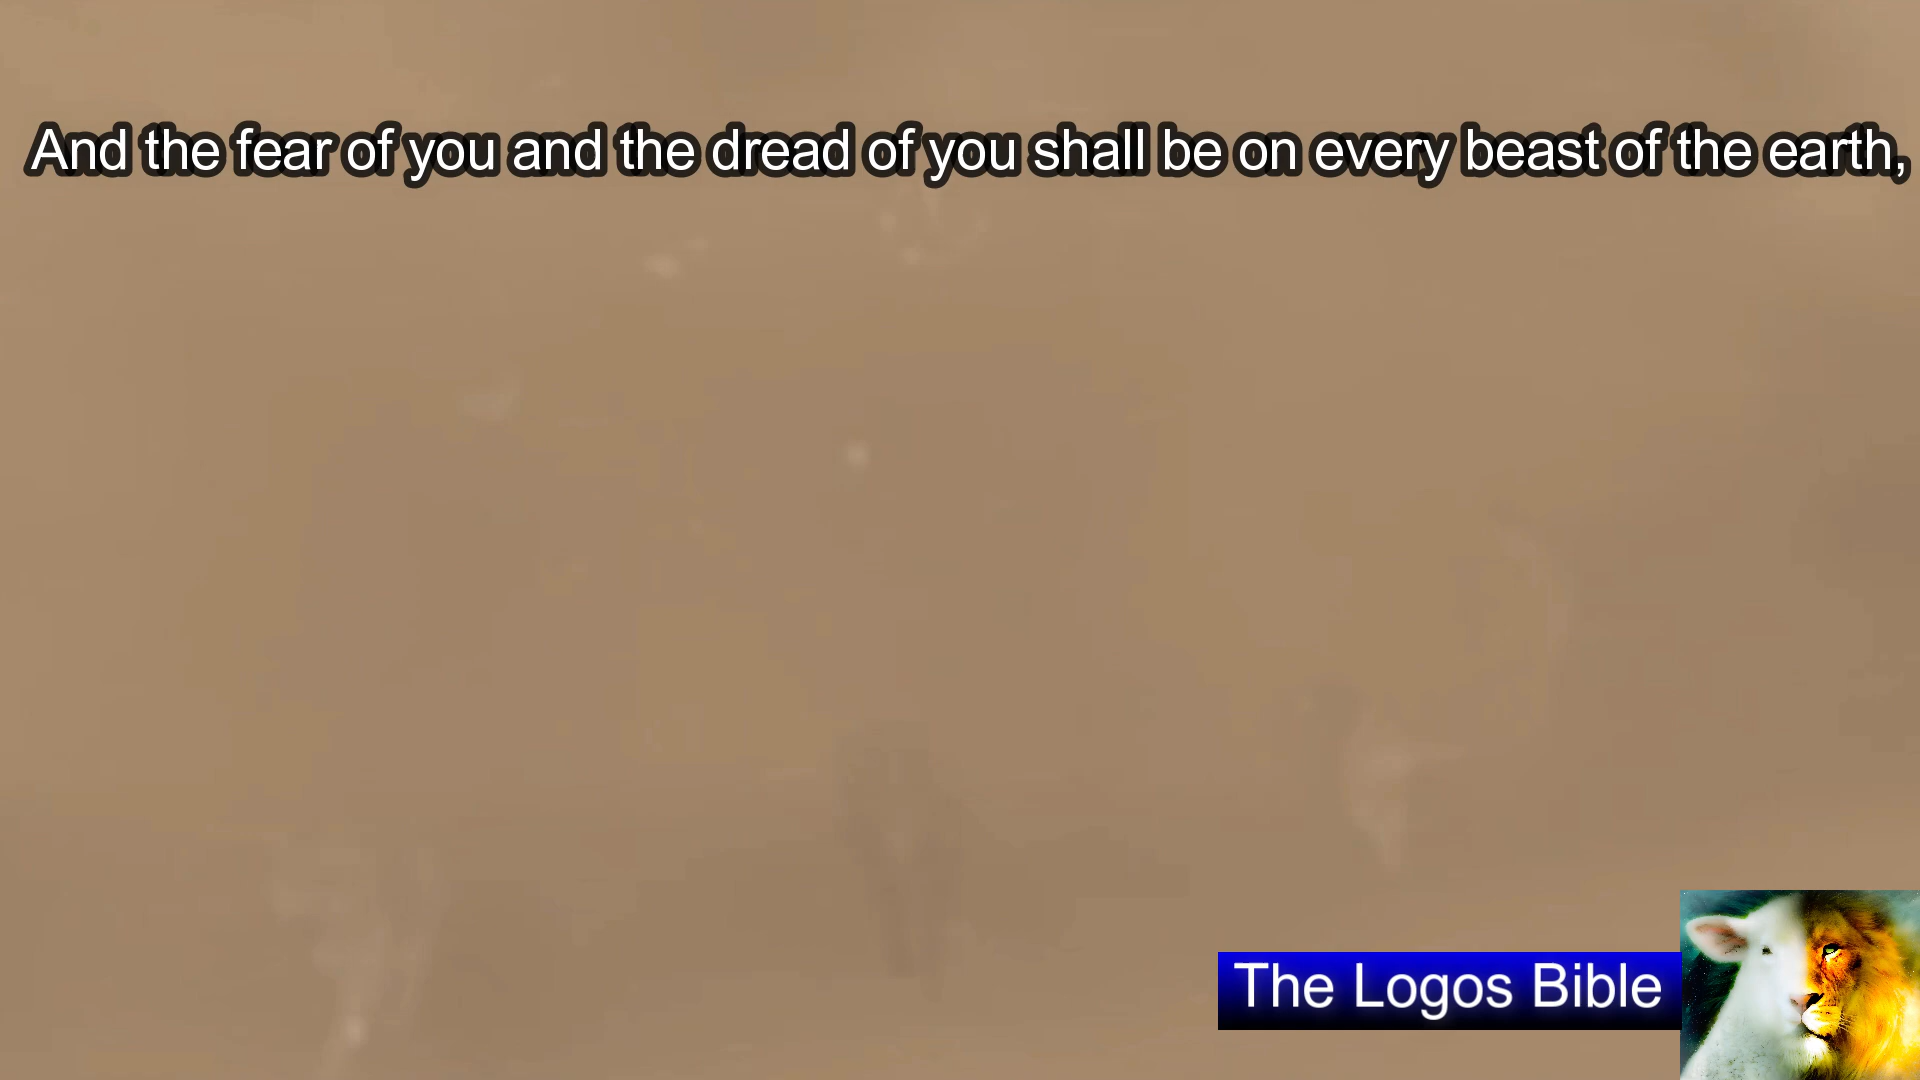 And the fear of you and the dread of you shall be on every beast of the earth,
The Logos Bible